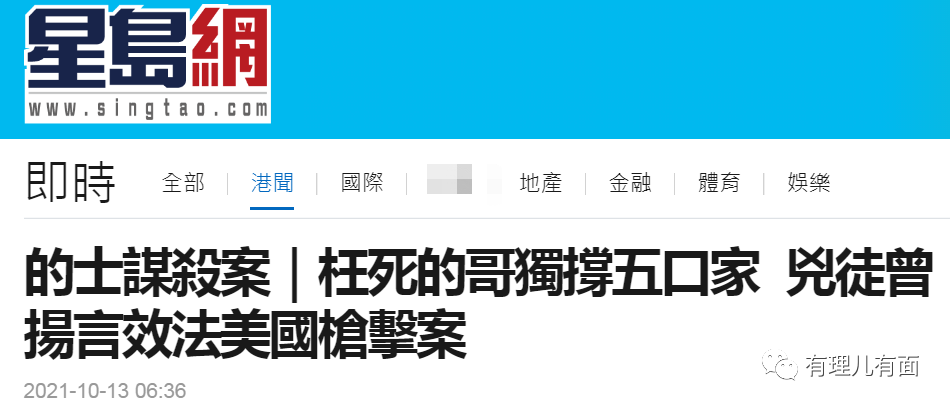 星島網
www.singtao.com
即時 全部 港聞 國際 地產 金融 體育 娛樂
的士謀殺案｜枉死的哥獨撐五口家 兇徒曾
揚言效法美國槍擊案
2021-10-13 06:36
有理儿有面